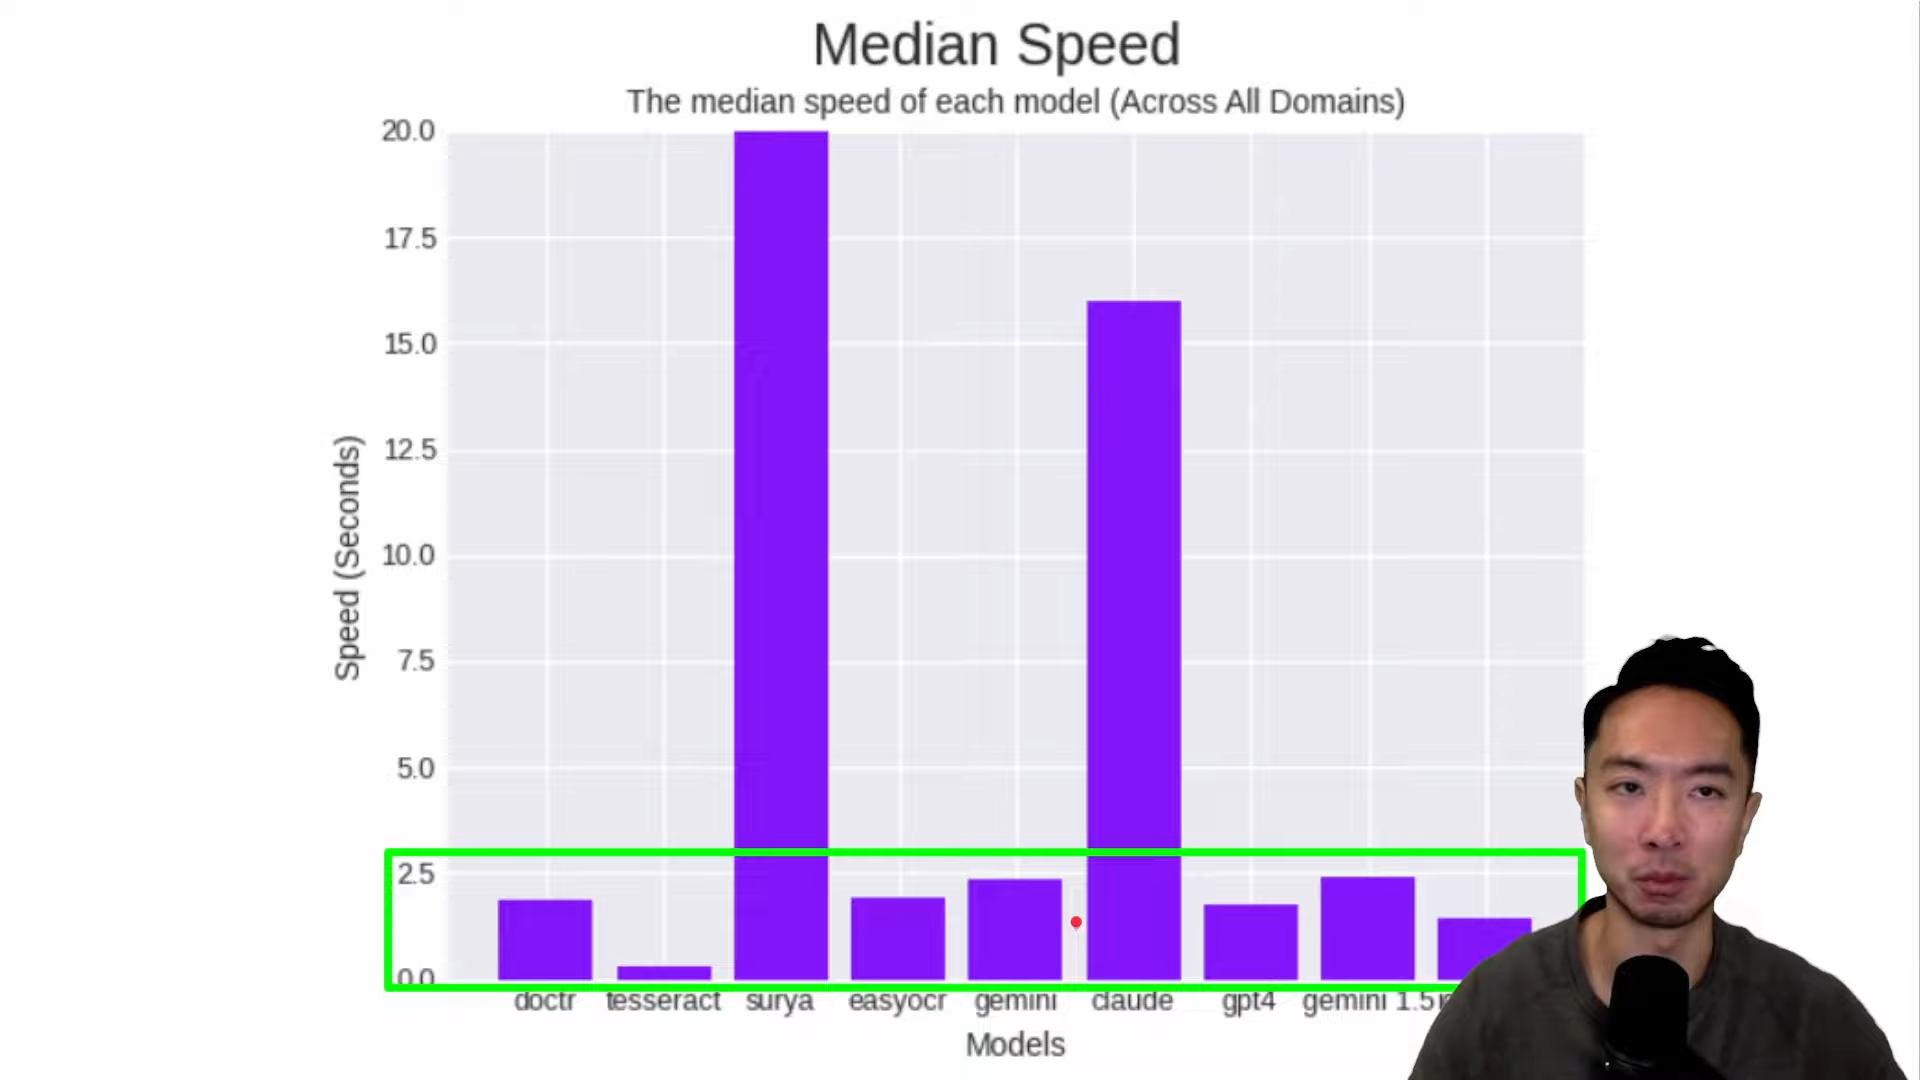 Median Speed
The median speed of each model (Across All Domains)
20.0
17.5
15.0
12.5
10.0
7.5
5.0
2.5
0.0
Speed (Seconds)
doctr tesseract surya easyocr gemini claude gpt4 gemini 1.5
Models